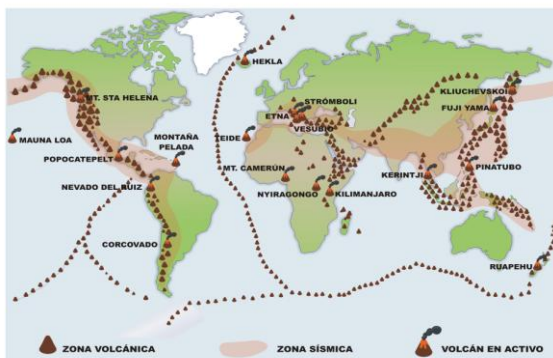 HEKLA
KLIUCHEVSKOI
MT. STA HELENA
STRÓMBOLI
ETNA
FUJI YAMA
VESUBIO
MAUNA LOA
MONTAÑA
PELADA
TEIDE
POPOCATEPELT
MT. CAMERÚN
KERINTJI
PINATUBO
NEVADO DEL RUIZ
NYIRAGONGO
KILIMANJARO
CORCOVADO
RUAPEHU
ZONA VOLCÁNICA
ZONA SÍSMICA
VOLCÁN EN ACTIVO